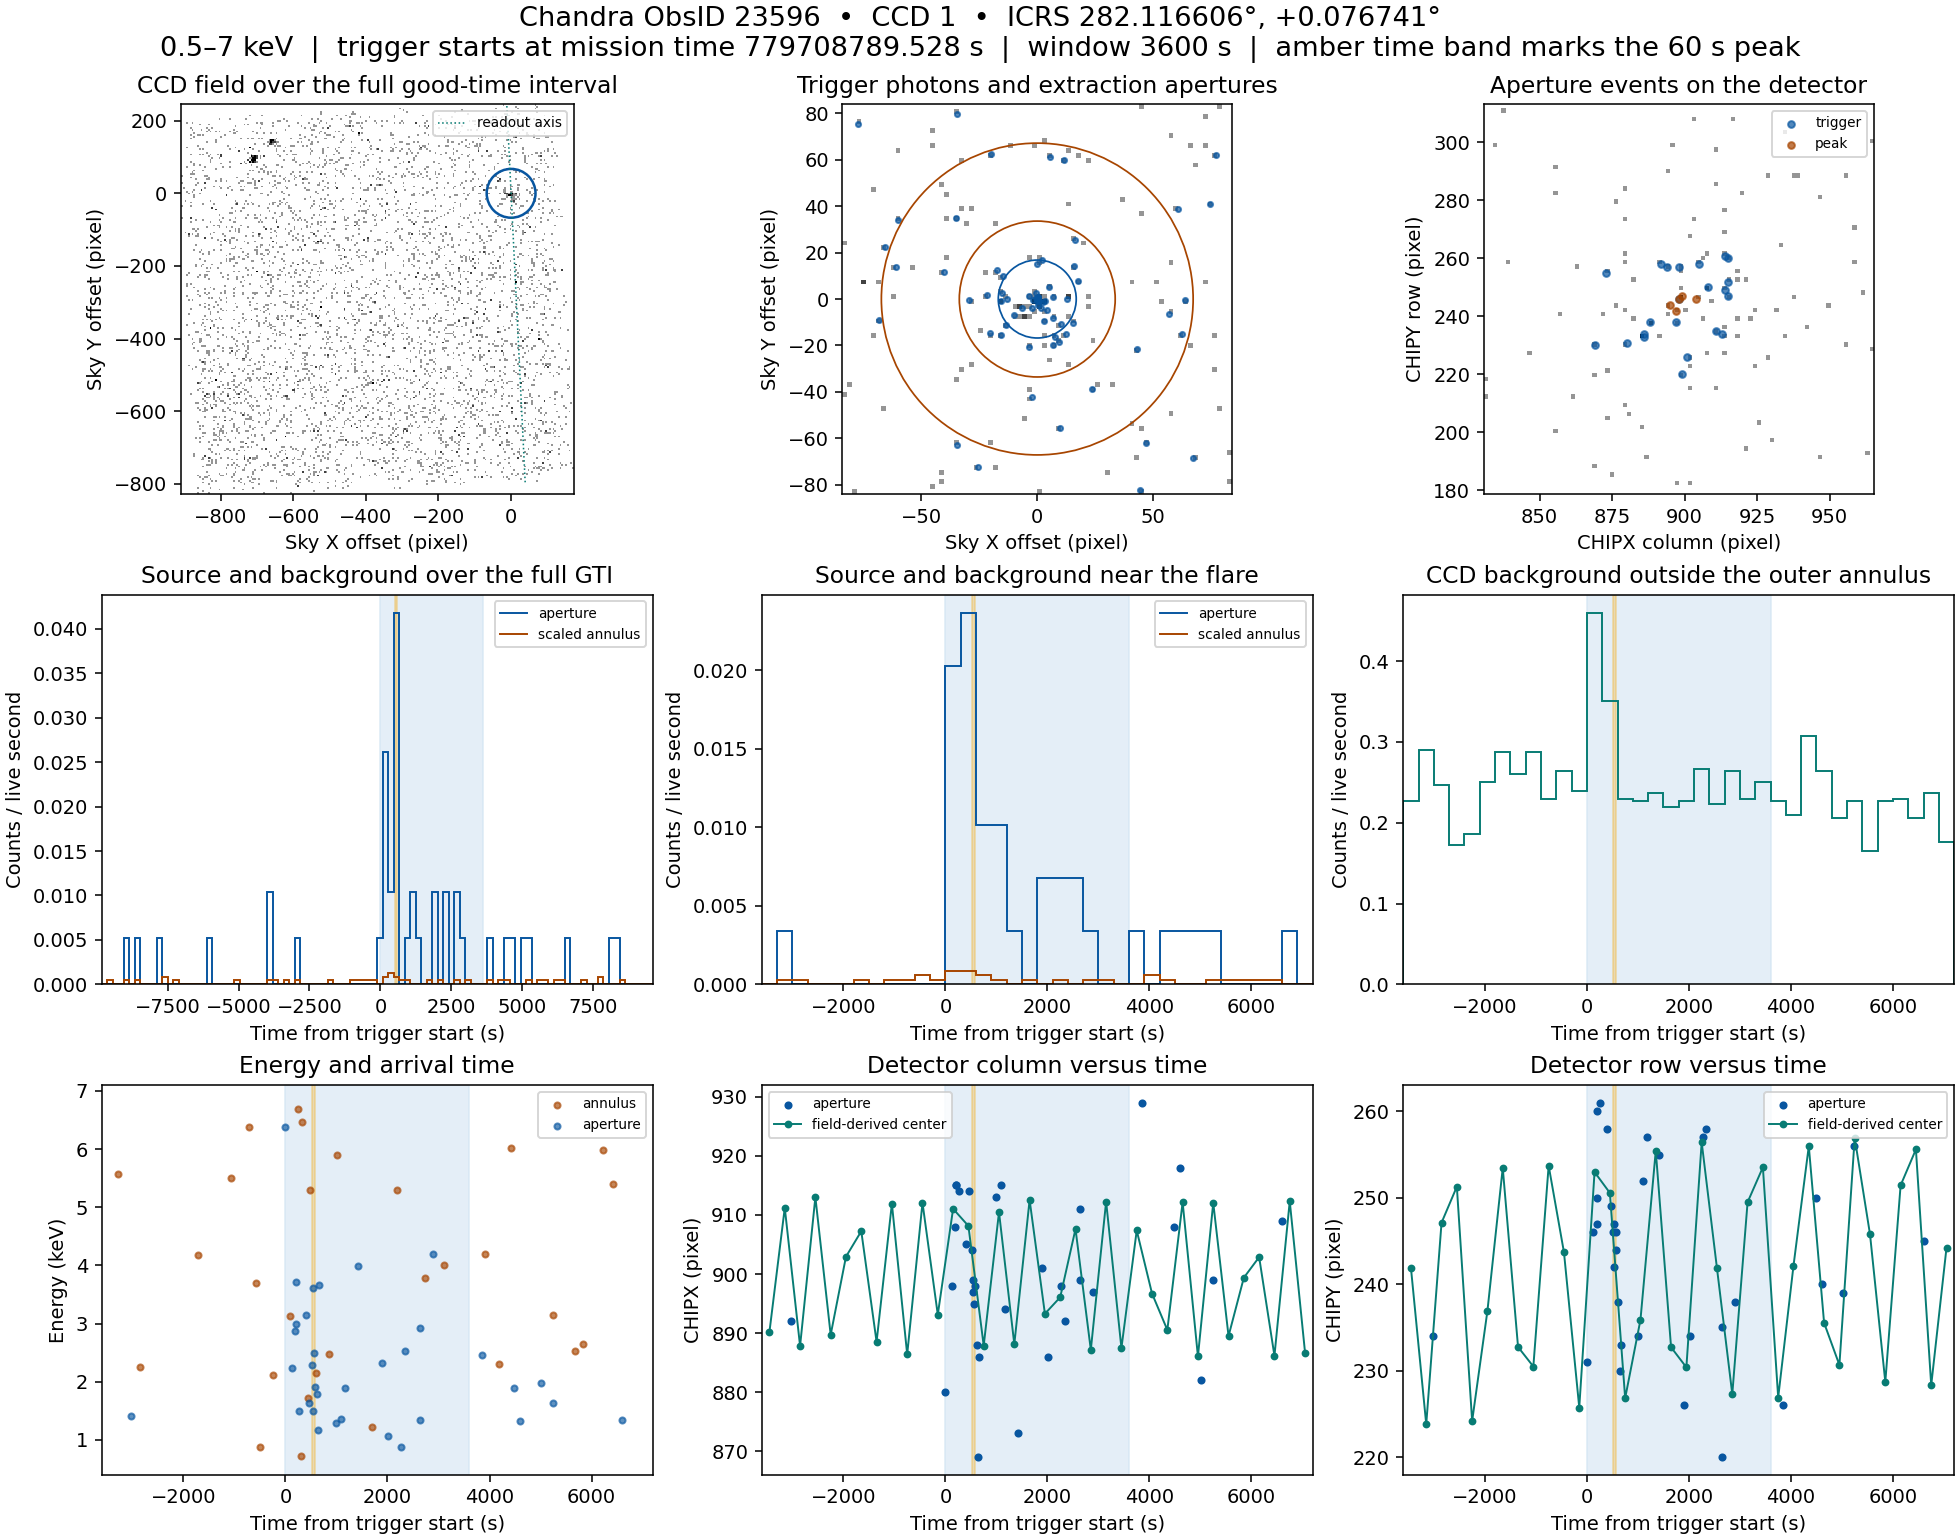 Chandra ObsID 23596 • CCD 1 • ICRS 282.116606°, +0.076741°
0.5–7 keV | trigger starts at mission time 779708789.528 s | window 3600 s | amber time band marks the 60 s peak
CCD field over the full good-time interval
readout axis
200
0
−200
−400
−600
−800
−800
−600
−400
−200
0
Sky Y offset (pixel)
Sky X offset (pixel)
Trigger photons and extraction apertures
80
60
40
20
0
−20
−40
−60
−80
−50
0
50
Sky Y offset (pixel)
Sky X offset (pixel)
Aperture events on the detector
trigger
peak
300
280
260
240
220
200
180
850
875
900
925
950
CHIPY row (pixel)
CHIPX column (pixel)
Source and background over the full GTI
aperture
scaled annulus
0.040
0.035
0.030
0.025
0.020
0.015
0.010
0.005
0.000
−7500
−5000
−2500
0
2500
5000
7500
Counts / live second
Time from trigger start (s)
Source and background near the flare
aperture
scaled annulus
0.020
0.015
0.010
0.005
0.000
−2000
0
2000
4000
6000
Counts / live second
Time from trigger start (s)
CCD background outside the outer annulus
0.4
0.3
0.2
0.1
0.0
−2000
0
2000
4000
6000
Counts / live second
Time from trigger start (s)
Energy and arrival time
annulus
aperture
7
6
5
4
3
2
1
−2000
0
2000
4000
6000
Energy (keV)
Time from trigger start (s)
Detector column versus time
aperture
field-derived center
930
920
910
900
890
880
870
−2000
0
2000
4000
6000
CHIPX (pixel)
Time from trigger start (s)
Detector row versus time
aperture
field-derived center
260
250
240
230
220
−2000
0
2000
4000
6000
CHIPY (pixel)
Time from trigger start (s)